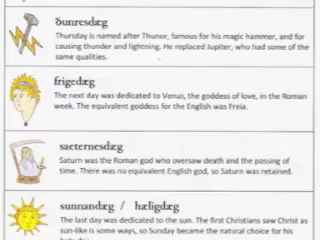 ðunresdæg
Thursday is named after Thunor, famous for his magic hammer, and for
causing thunder and lightning. He replaced Jupiter, who had some of the
same qualities.
frigedæg
The next day was dedicated to Venus, the goddess of love, in the Roman
week. The equivalent goddess for the English was Freia.
saeternesdæg
Saturn was the Roman god who oversaw death and the passing of
time. There was no equivalent English god, so Saturn was retained.
sunnandæg / hæligdæg
The last day was dedicated to the sun. The first Christians saw Christ as
sun-like is some ways, so Sunday became the natural choice for his